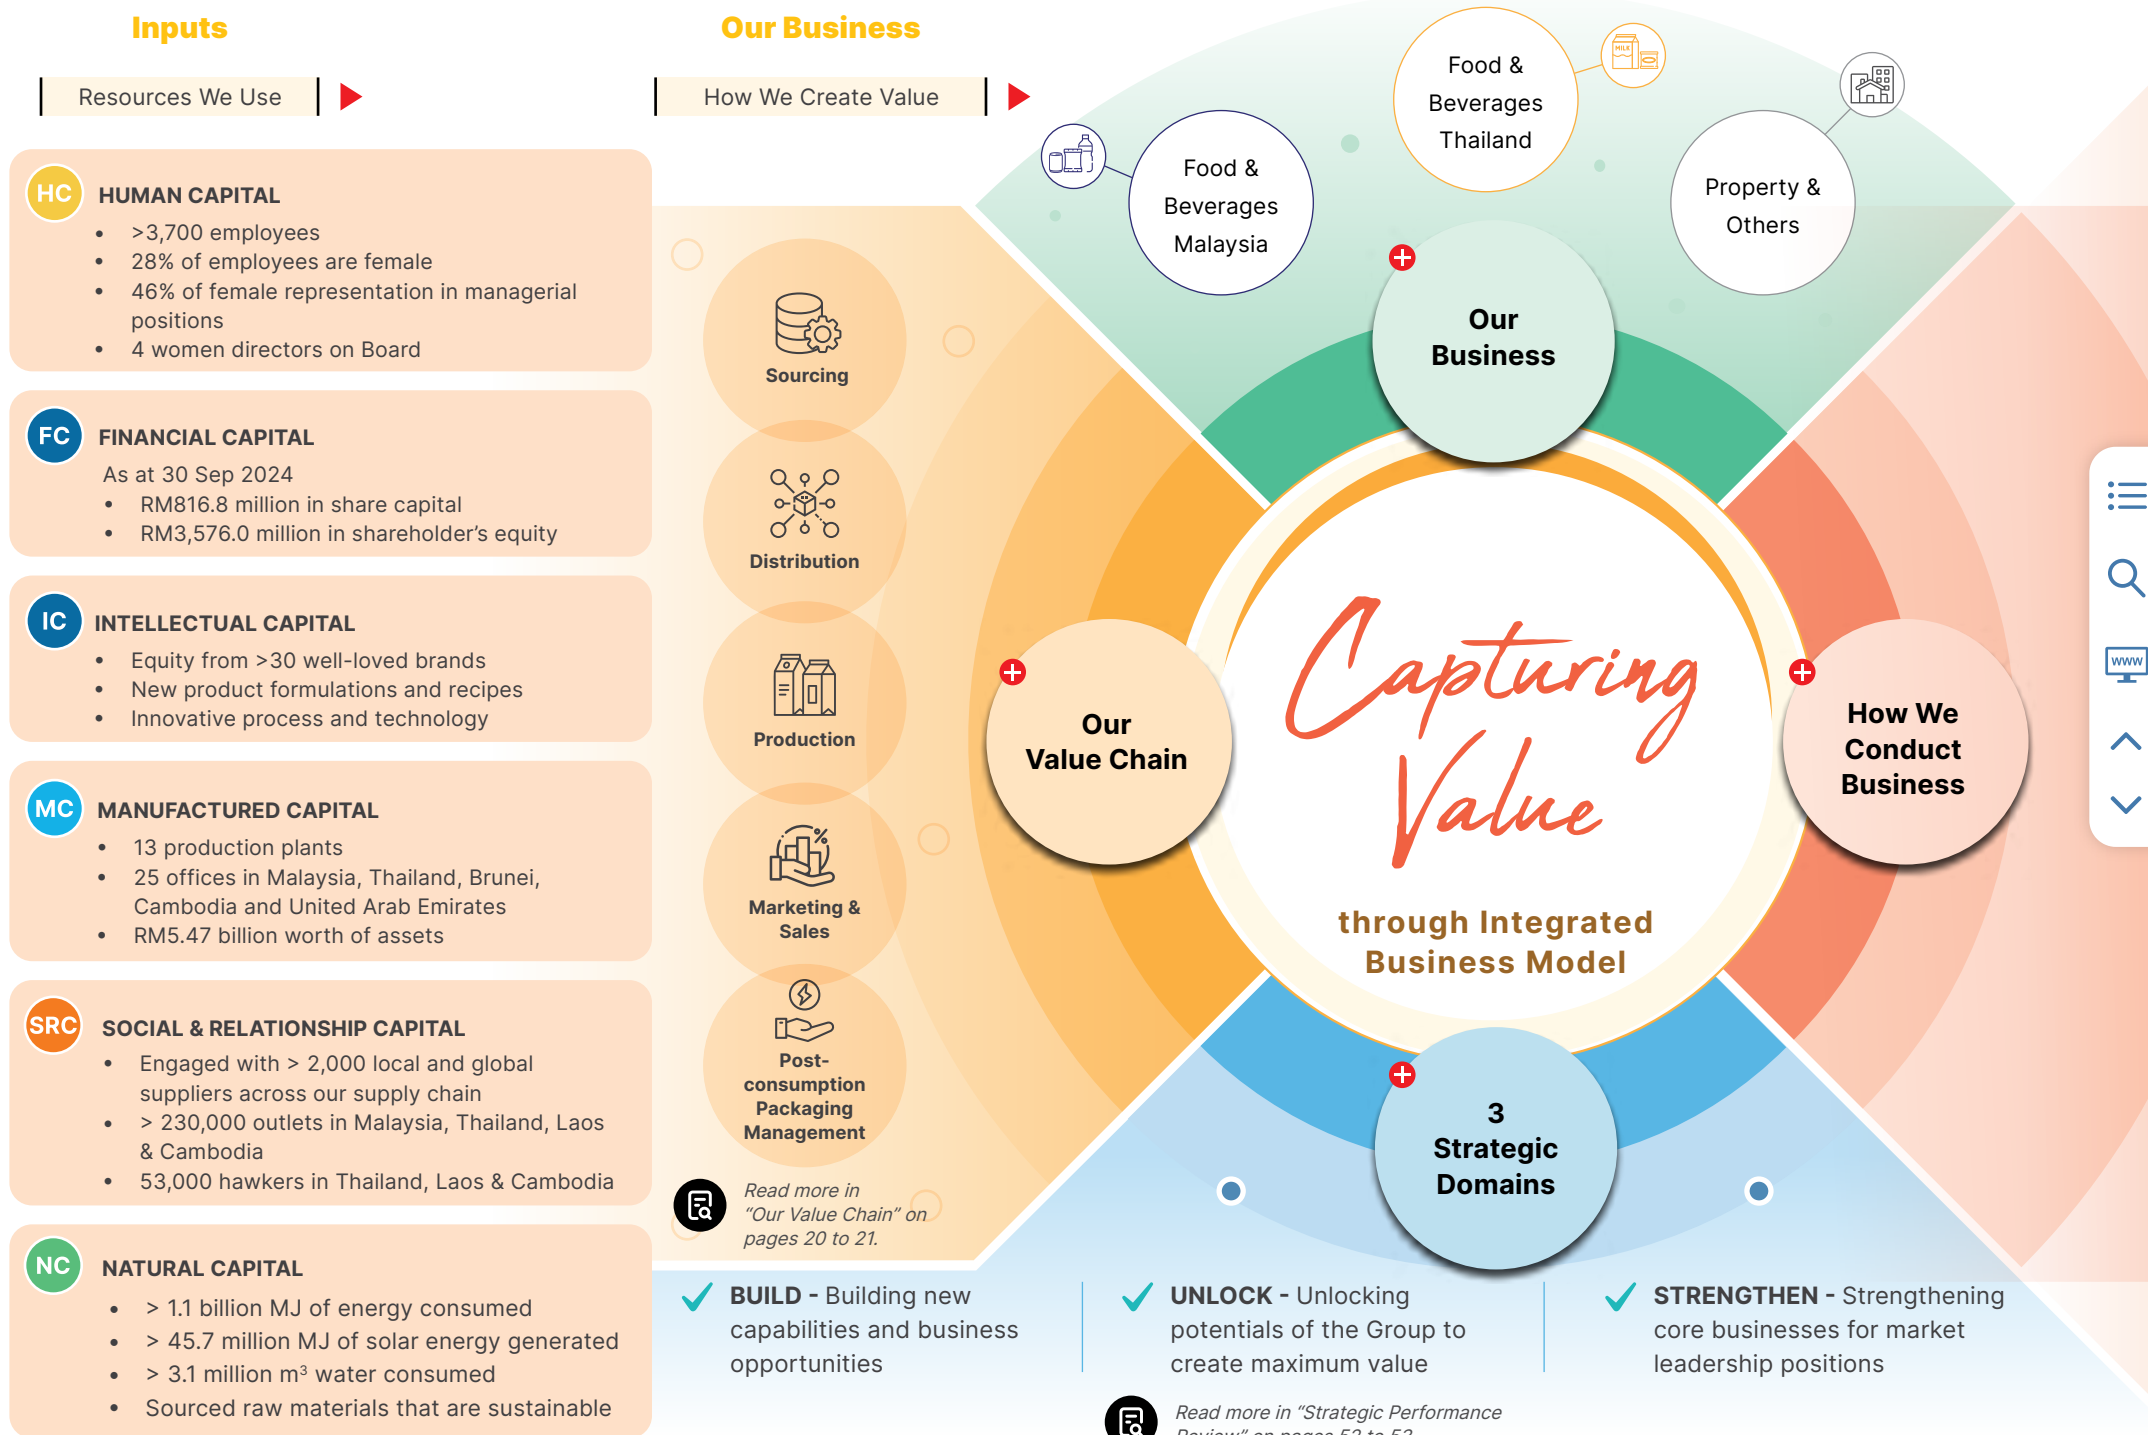 Inputs
Resources We Use
HC
HUMAN CAPITAL
• >3,700 employees
• 28% of employees are female
• 46% of female representation in managerial
positions
• 4 women directors on Board
FC
FINANCIAL CAPITAL
As at 30 Sep 2024
• RM816.8 million in share capital
• RM3,576.0 million in shareholder’s equity
IC
INTELLECTUAL CAPITAL
• Equity from >30 well-loved brands
• New product formulations and recipes
• Innovative process and technology
MC
MANUFACTURED CAPITAL
• 13 production plants
• 25 offices in Malaysia, Thailand, Brunei,
Cambodia and United Arab Emirates
• RM5.47 billion worth of assets
SRC
SOCIAL & RELATIONSHIP CAPITAL
• Engaged with > 2,000 local and global
suppliers across our supply chain
• > 230,000 outlets in Malaysia, Thailand, Laos
& Cambodia
• 53,000 hawkers in Thailand, Laos & Cambodia
NC
NATURAL CAPITAL
• > 1.1 billion MJ of energy consumed
• > 45.7 million MJ of solar energy generated
• > 3.1 million m³ water consumed
• Sourced raw materials that are sustainable
Our Business
How We Create Value
Sourcing
Distribution
Production
%
Marketing &
Sales
Post-
consumption
Packaging
Management
Read more in
“Our Value Chain” on
pages 20 to 21.
Food &
Beverages
Malaysia
Food &
Beverages
Thailand
MILK
Property &
Others
Our
Business
Our
Value Chain
Capturing
Value
through Integrated
Business Model
How We
Conduct
Business
3
Strategic
Domains
BUILD - Building new
capabilities and business
opportunities
UNLOCK - Unlocking
potentials of the Group to
create maximum value
STRENGTHEN - Strengthening
core businesses for market
leadership positions
Read more in “Strategic Performance
Review” on pages 52 to 53
www